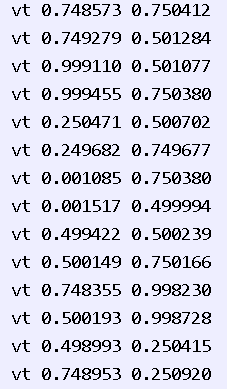 vt 0.748573 0.750412
vt 0.749279 0.501284
vt 0.999110 0.501077
vt 0.999455 0.750380
vt 0.250471 0.500702
vt 0.249682 0.749677
vt 0.001085 0.750380
vt 0.001517 0.499994
vt 0.499422 0.500239
vt 0.500149 0.750166
vt 0.748355 0.998230
vt 0.500193 0.998728
vt 0.498993 0.250415
vt 0.748953 0.250920